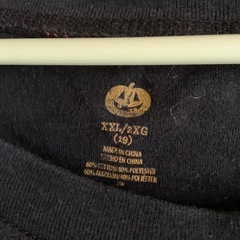 XXL/2XG
(19)
MADE IN CHINA
HECHO EN CHINA
60% COTTON/40% POLYESTER
60% ALGODÓN/40% POLIÉSTER